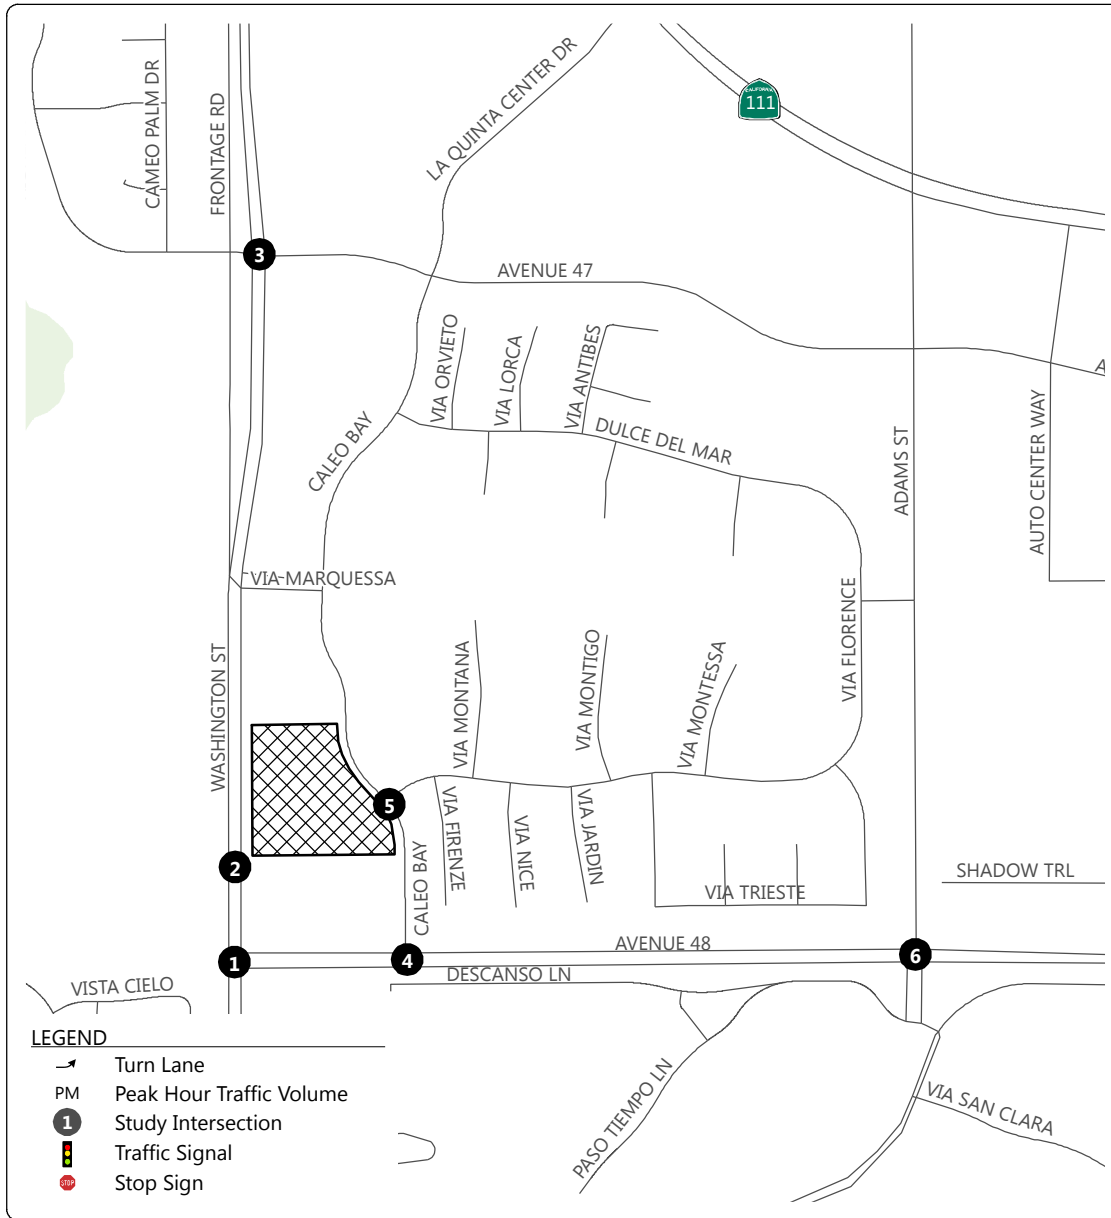 CAMEO PALM DR
FRONTAGE RD
LA QUINTA CENTER DR
CALIFORNIA
111
3
AVENUE 47
VIA ORVIETO
VIA LORCA
VIA ANTIBES
A
DULCE DEL MAR
CALEO BAY
ADAMS ST
AUTO CENTER WAY
VIA MARQUESSA
VIA FLORENCE
WASHINGTON ST
VIA MONTANA
VIA MONTIGO
VIA MONTESSA
5
VIA FIRENZE
VIA NICE
VIA JARDIN
CALEO BAY
2
SHADOW TRL
VIA TRIESTE
AVENUE 48
1
4
6
DESCANSO LN
VISTA CIELO
PASO TIEMPO LN
VIA SAN CLARA
LEGEND
Turn Lane
PM Peak Hour Traffic Volume
1 Study Intersection
Traffic Signal
STOP Stop Sign